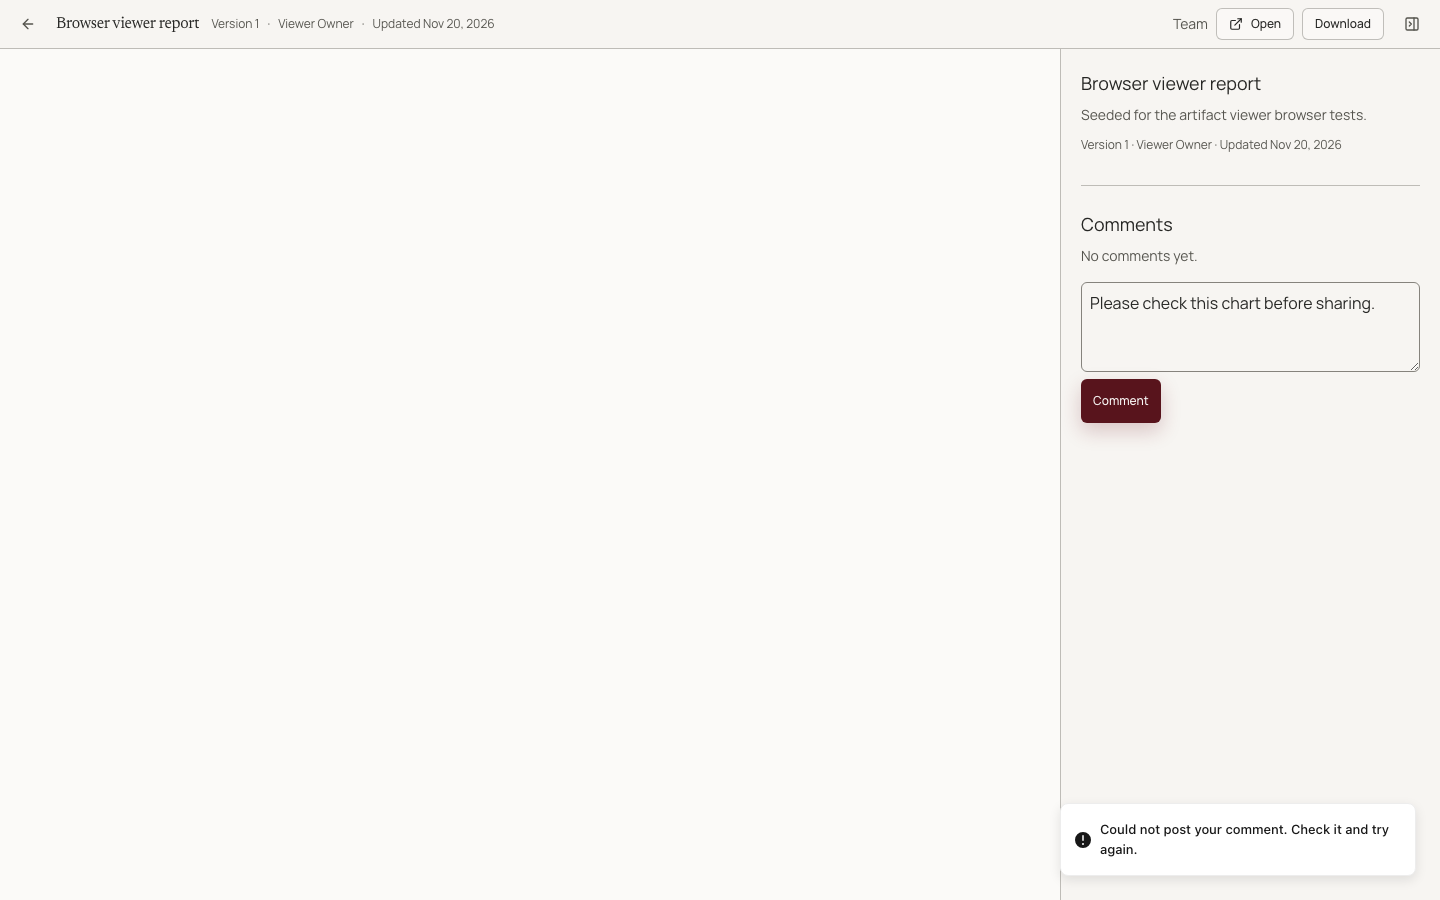 Browser viewer report Version 1 · Viewer Owner · Updated Nov 20, 2026 Team Open Download
Browser viewer report
Seeded for the artifact viewer browser tests.
Version 1 · Viewer Owner · Updated Nov 20, 2026
Comments
No comments yet.
Please check this chart before sharing.
Comment
Could not post your comment. Check it and try
again.